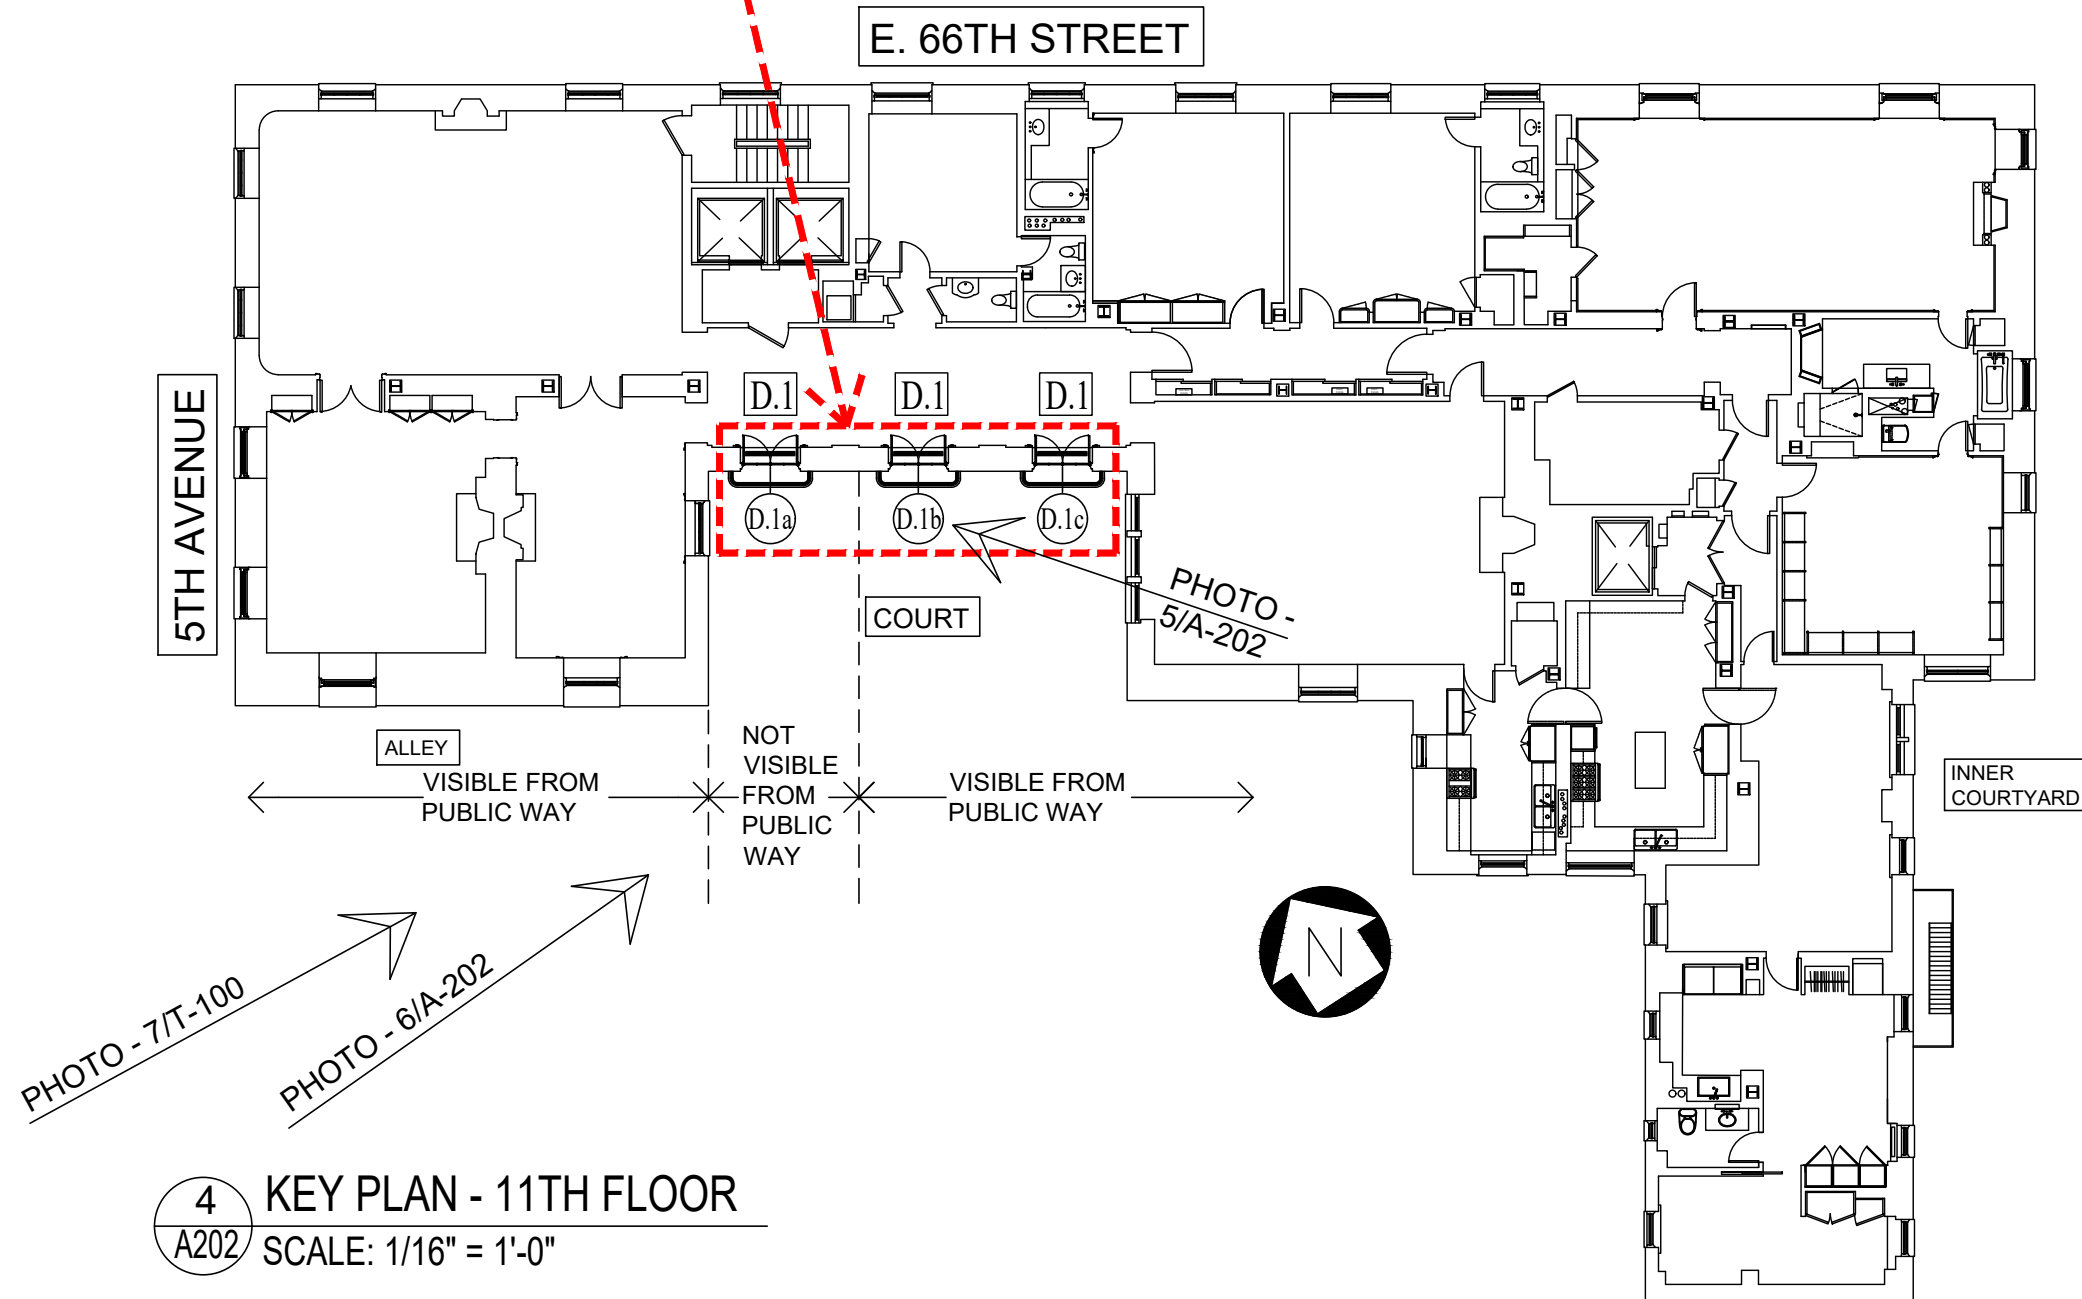 E. 66TH STREET
5TH AVENUE
D.1
D.1
D.1
D.1a
D.1b
D.1c
PHOTO -
5/A-202
COURT
ALLEY
VISIBLE FROM
PUBLIC WAY
NOT
VISIBLE
FROM
PUBLIC
WAY
VISIBLE FROM
PUBLIC WAY
INNER
COURTYARD
N
PHOTO - 7/T-100
PHOTO - 6/A-202
4
A202
KEY PLAN - 11TH FLOOR
SCALE: 1/16" = 1'-0"